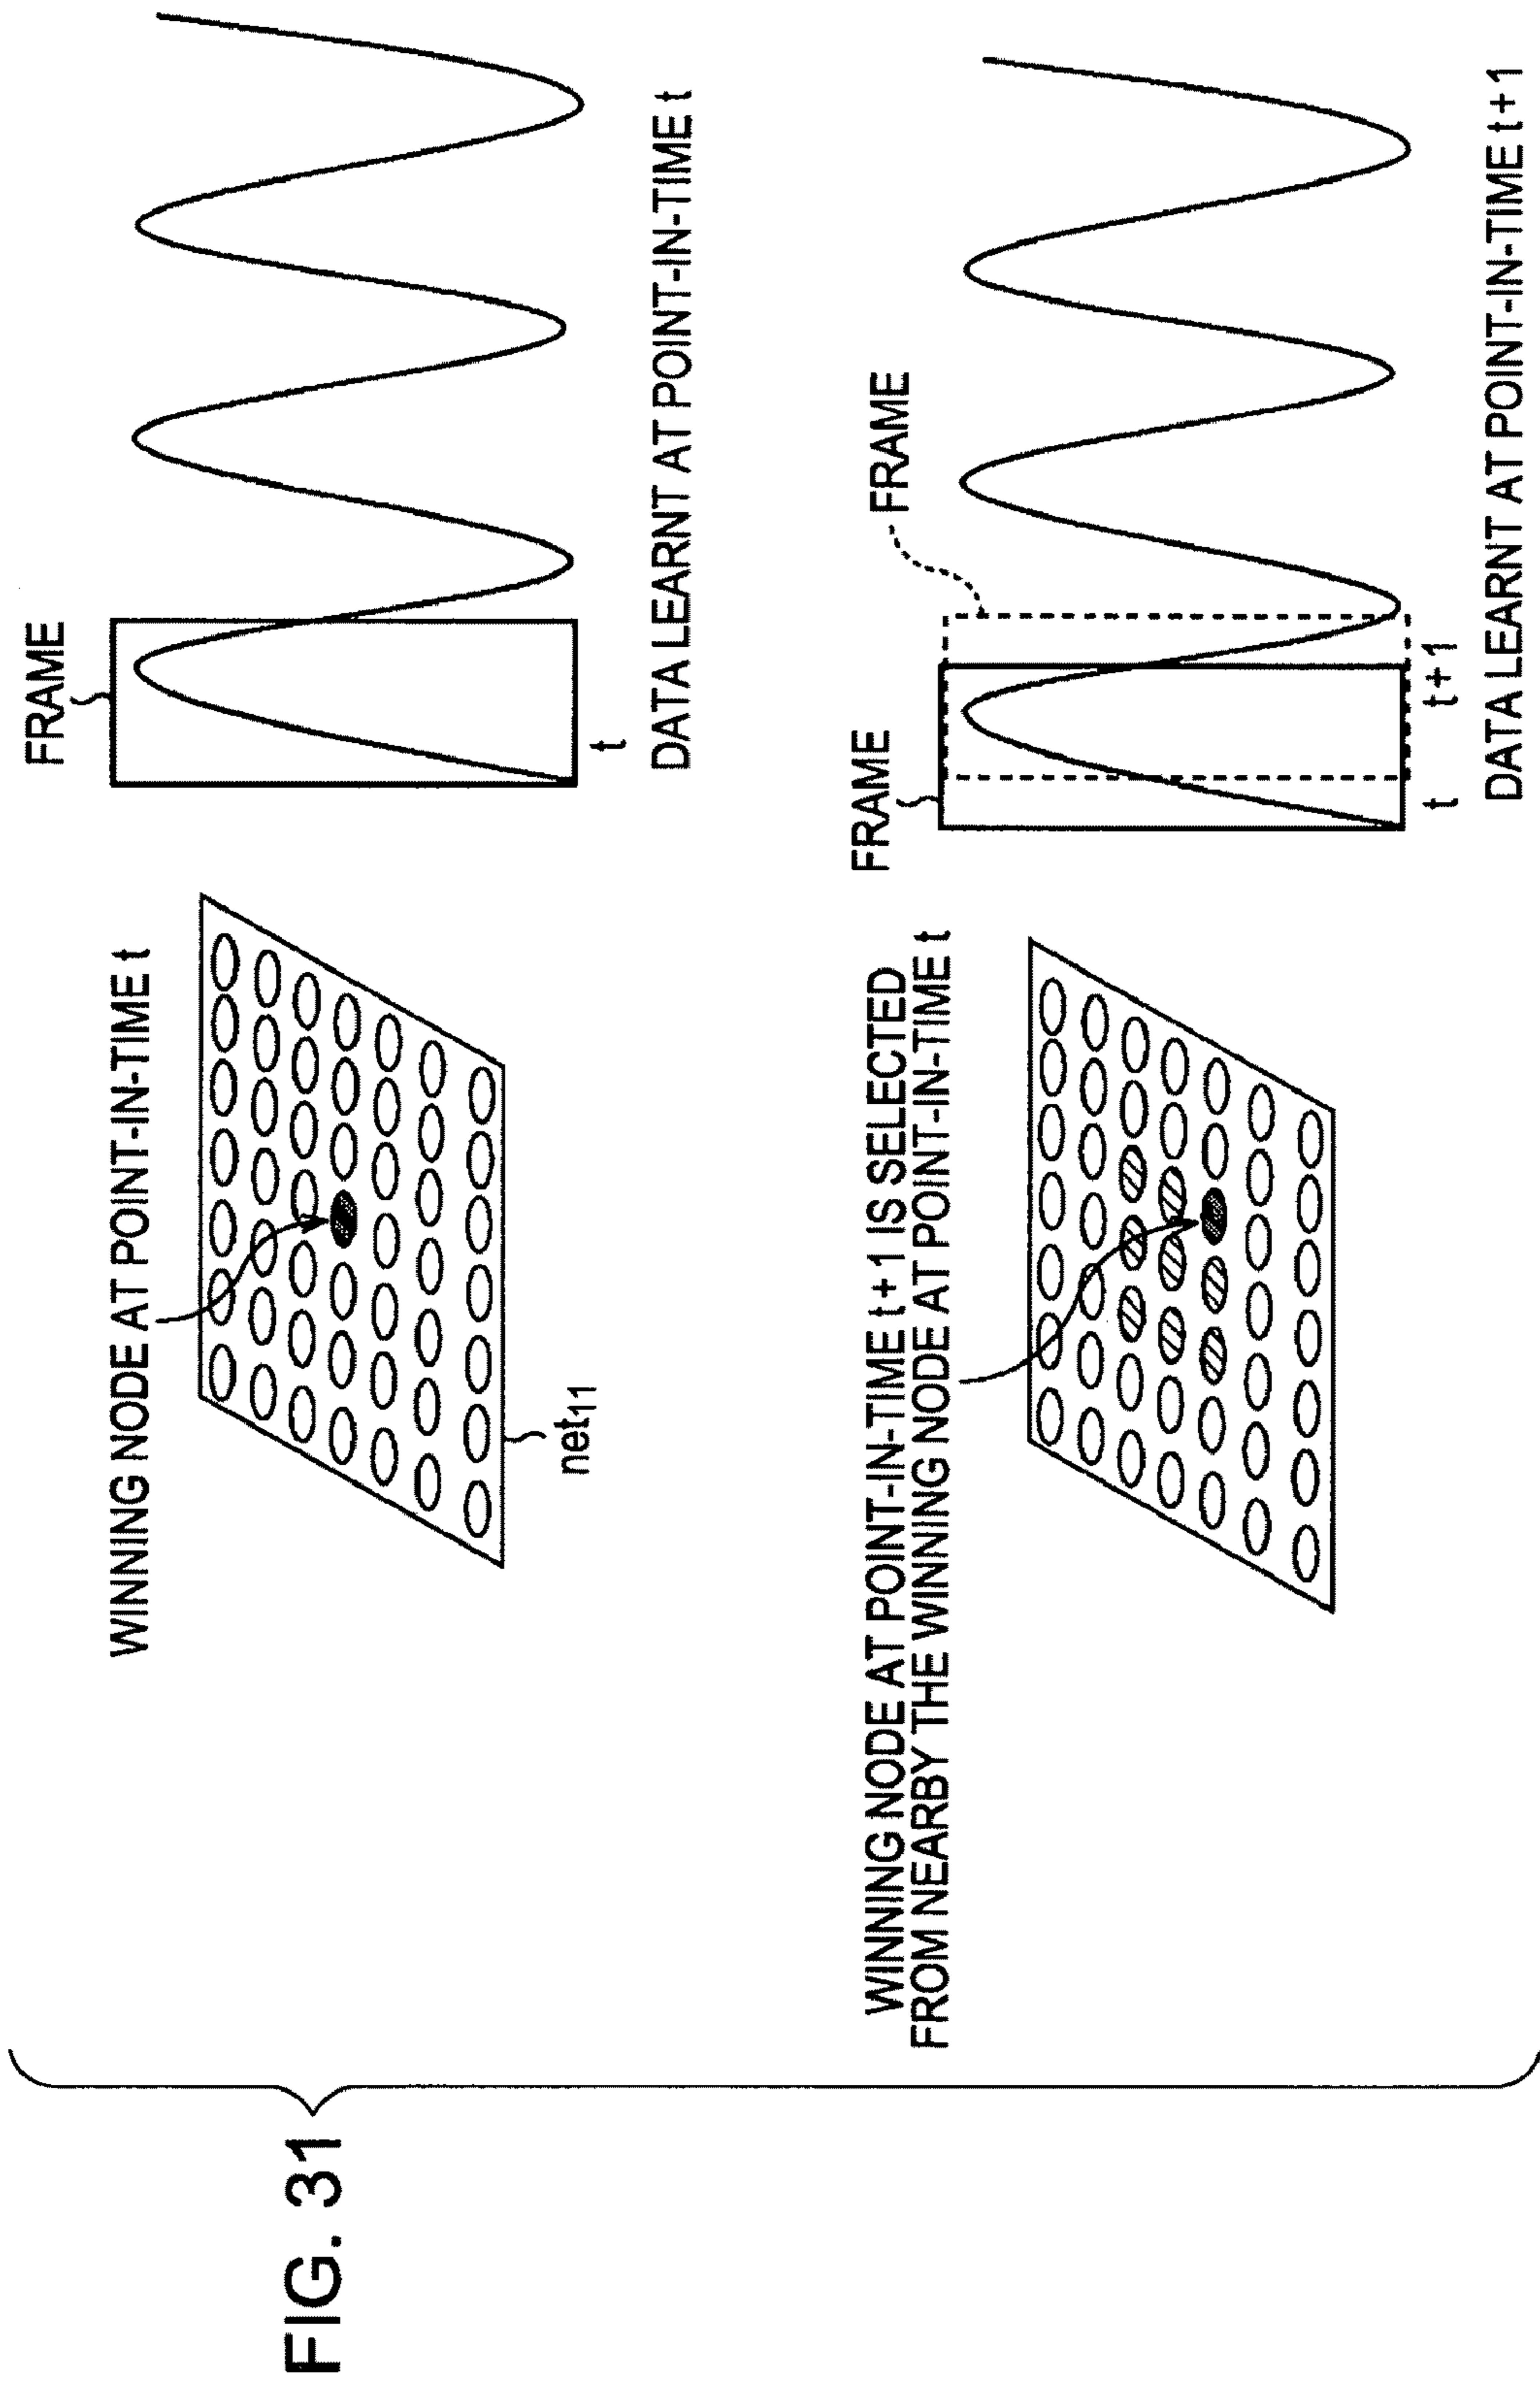 FIG. 31
WINNING NODE AT POINT-IN-TIME t
net11
FRAME
t
DATA LEARNT AT POINT-IN-TIME t
WINNING NODE AT POINT-IN-TIME t+1 IS SELECTED
FROM NEARBY THE WINNING NODE AT POINT-IN-TIME t
FRAME
FRAME
t
t+1
DATA LEARNT AT POINT-IN-TIME t+1